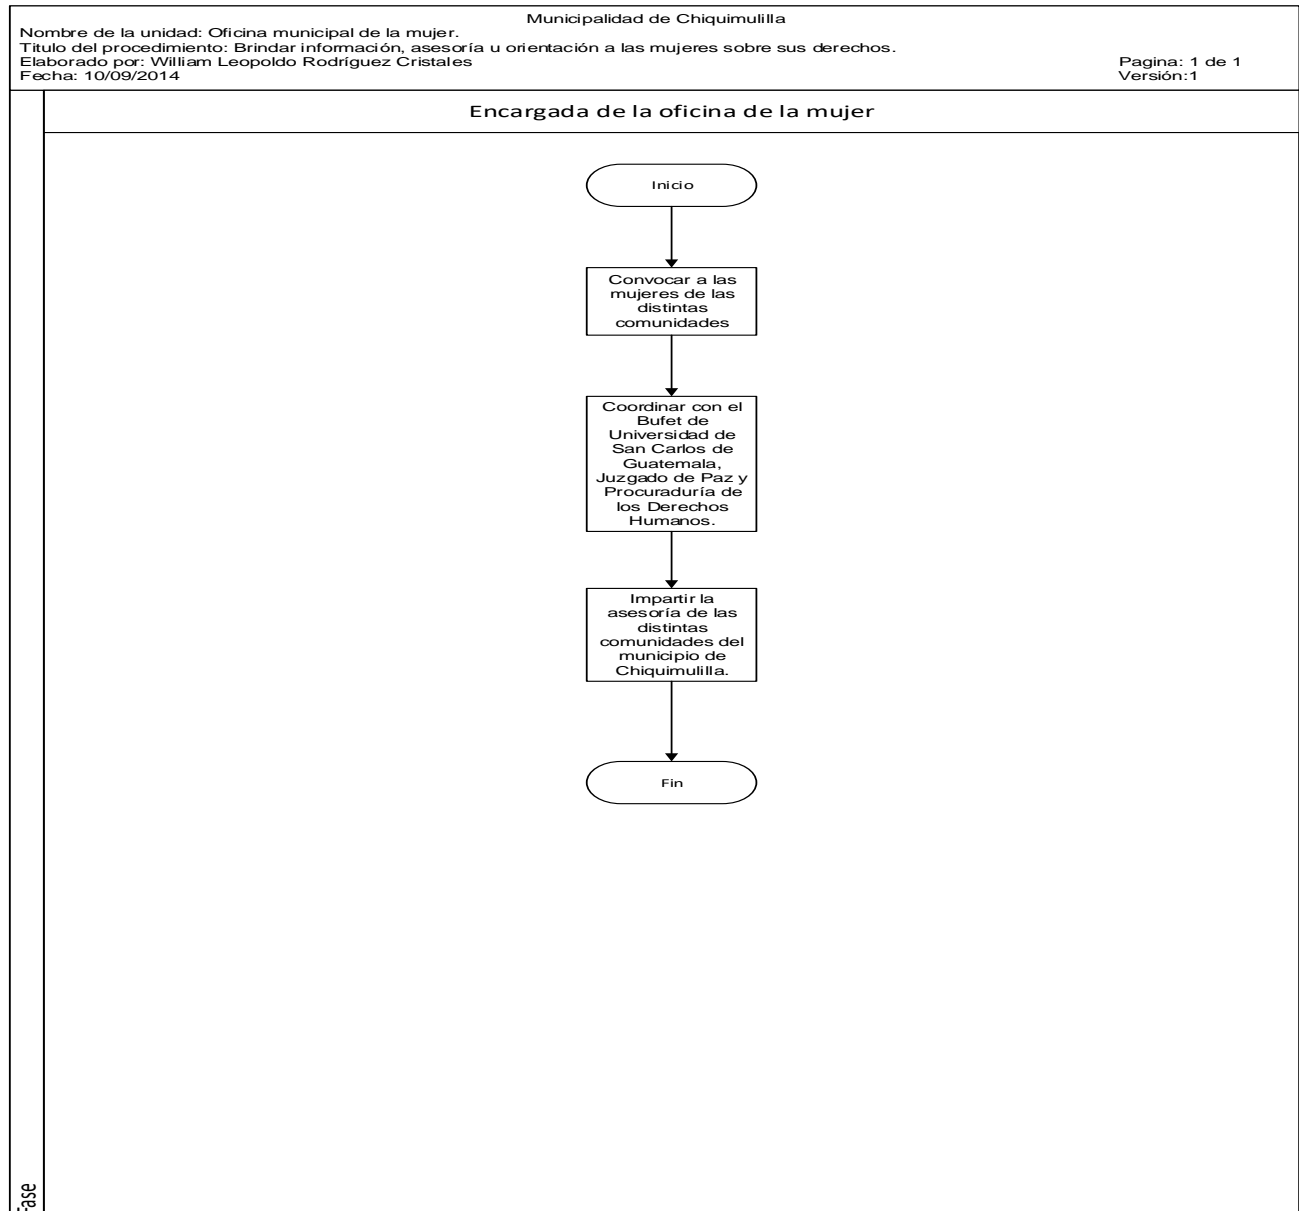 Municipalidad de Chiquimulilla
Nombre de la unidad: Oficina municipal de la mujer.
Titulo del procedimiento: Brindar información, asesoría u orientación a las mujeres sobre sus derechos.
Elaborado por: William Leopoldo Rodríguez Cristales
Pagina: 1 de 1
Fecha: 10/09/2014
Versión:1
Encargada de la oficina de la mujer
Inicio
Convocar a las
mujeres de las
distintas
comunidades
Coordinar con el
Bufet de
Universidad de
San Carlos de
Guatemala,
Juzgado de Paz y
Procuraduría de
los Derechos
Humanos.
Impartir la
asesoría de las
distintas
comunidades del
municipio de
Chiquimulilla.
Fin
Fase